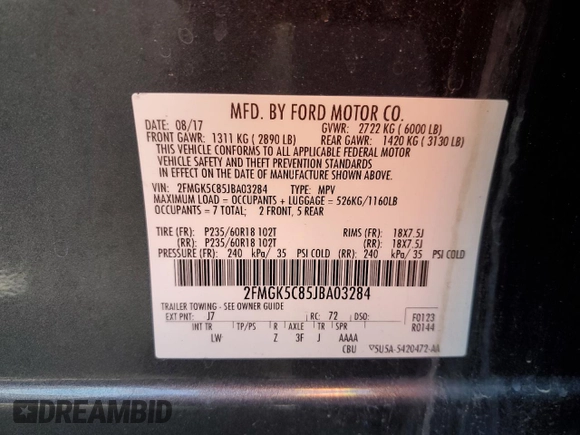 MFD. BY FORD MOTOR CO.
DATE: 08/17 GVWR: 2722 KG ( 6000 LB)
FRONT GAWR: 1311 KG ( 2890 LB) REAR GAWR: 1420 KG ( 3130 LB)
THIS VEHICLE CONFORMS TO ALL APPLICABLE FEDERAL MOTOR
VEHICLE SAFETY AND THEFT PREVENTION STANDARDS
IN EFFECT ON THE DATE OF MANUFACTURE SHOWN ABOVE.
VIN: 2FMGK5C85JBA03284 TYPE: MPV
MAXIMUM LOAD = OCCUPANTS + LUGGAGE = 526KG/1160LB
OCCUPANTS = 7 TOTAL; 2 FRONT, 5 REAR
TIRE (FR): P235/60R18 102T RIMS (FR): 18X7.5J
(RR): P235/60R18 102T (RR): 18X7.5J
PRESSURE (FR): 240 kPa/ 35 PSI COLD (RR): 240 kPa/ 35 PSI COLD
2FMGK5C85JBA03284
TRAILER TOWING - SEE OWNER GUIDE
EXT PNT: J7 RC: 72 DSO: F0123
R0144
INT TR TP/PS R AXLE TR SPR
LW Z 3F J AAAA
CBU 5U5A-5420472-AA
DREAMBID